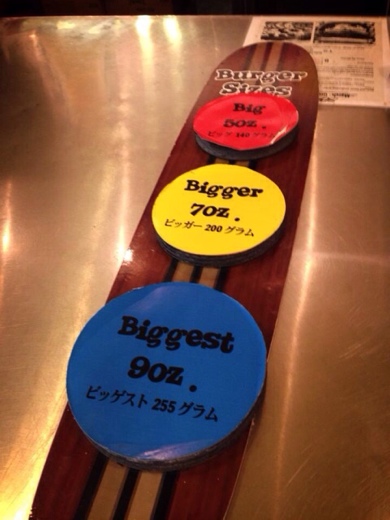 Burger
Sizes
Big
5oz.
ビッグ 140 グラム
Bigger
7oz.
ビッガー 200 グラム
Biggest
9oz.
ビッゲスト 255 グラム